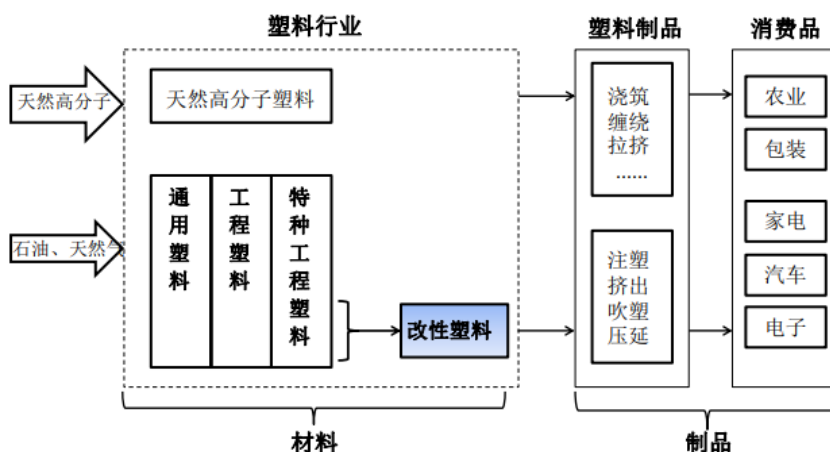 塑料行业
塑料制品
消费品
天然高分子
天然高分子塑料
石油、天然气
通用塑料
工程塑料
特种工程塑料
改性塑料
浇筑
缠绕
拉挤
......
注塑
挤出
吹塑
压延
农业
包装
家电
汽车
电子
材料
制品